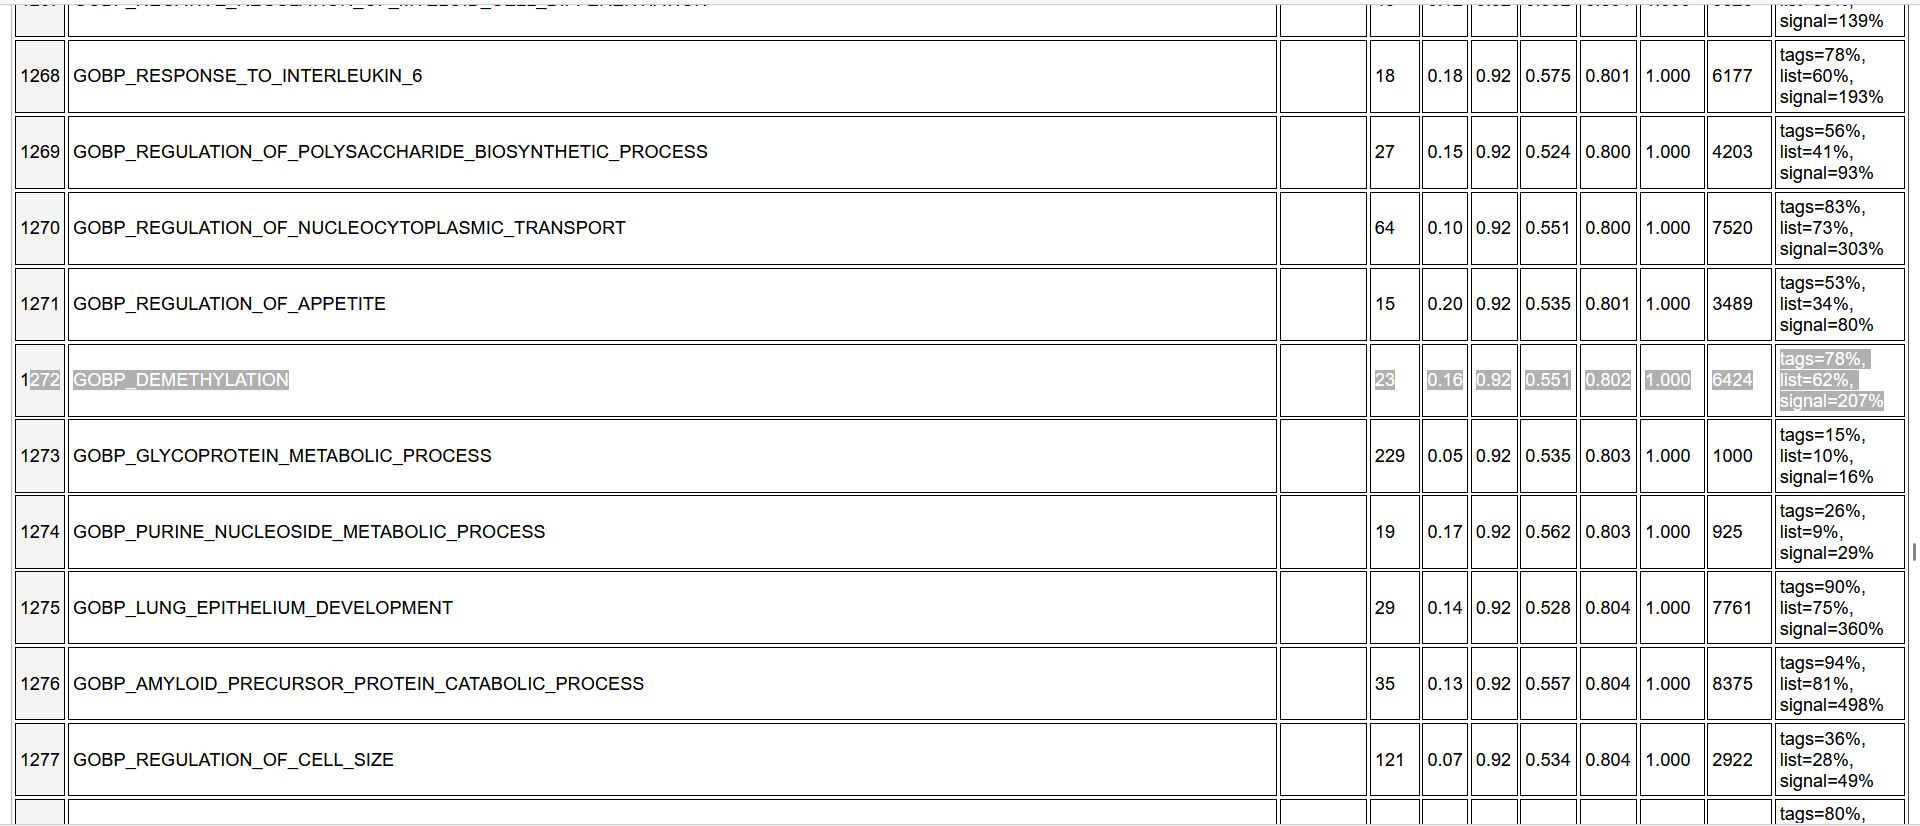 signal=139%
1268 GOBP_RESPONSE_TO_INTERLEUKIN_6 18 0.18 0.92 0.575 0.801 1.000 6177 tags=78%,
list=60%,
signal=193%
1269 GOBP_REGULATION_OF_POLYSACCHARIDE_BIOSYNTHETIC_PROCESS 27 0.15 0.92 0.524 0.800 1.000 4203 tags=56%,
list=41%,
signal=93%
1270 GOBP_REGULATION_OF_NUCLEOCYTOPLASMIC_TRANSPORT 64 0.10 0.92 0.551 0.800 1.000 7520 tags=83%,
list=73%,
signal=303%
1271 GOBP_REGULATION_OF_APPETITE 15 0.20 0.92 0.535 0.801 1.000 3489 tags=53%,
list=34%,
signal=80%
1272 GOBP_DEMETHYLATION 23 0.16 0.92 0.551 0.802 1.000 6424 tags=78%,
list=62%,
signal=207%
1273 GOBP_GLYCOPROTEIN_METABOLIC_PROCESS 229 0.05 0.92 0.535 0.803 1.000 1000 tags=15%,
list=10%,
signal=16%
1274 GOBP_PURINE_NUCLEOSIDE_METABOLIC_PROCESS 19 0.17 0.92 0.562 0.803 1.000 925 tags=26%,
list=9%,
signal=29%
1275 GOBP_LUNG_EPITHELIUM_DEVELOPMENT 29 0.14 0.92 0.528 0.804 1.000 7761 tags=90%,
list=75%,
signal=360%
1276 GOBP_AMYLOID_PRECURSOR_PROTEIN_CATABOLIC_PROCESS 35 0.13 0.92 0.557 0.804 1.000 8375 tags=94%,
list=81%,
signal=498%
1277 GOBP_REGULATION_OF_CELL_SIZE 121 0.07 0.92 0.534 0.804 1.000 2922 tags=36%,
list=28%,
signal=49%
tags=80%,